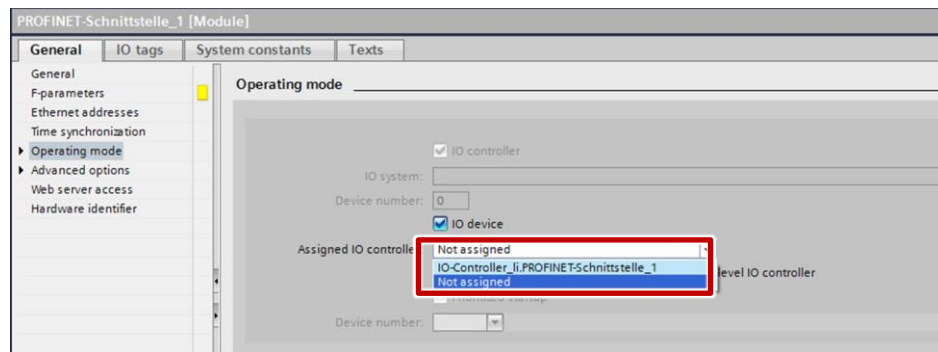 PROFINET-Schnittstelle_1 [Module]
General IO tags System constants Texts
General
F-parameters
Ethernet addresses
Time synchronization
Operating mode
Advanced options
Web server access
Hardware identifier
Operating mode
IO controller
IO system:
Device number: 0
IO device
Assigned IO controlle Not assigned
IO-Controller_li.PROFINET-Schnittstelle_1
Not assigned
level IO controller
startup
Device number: